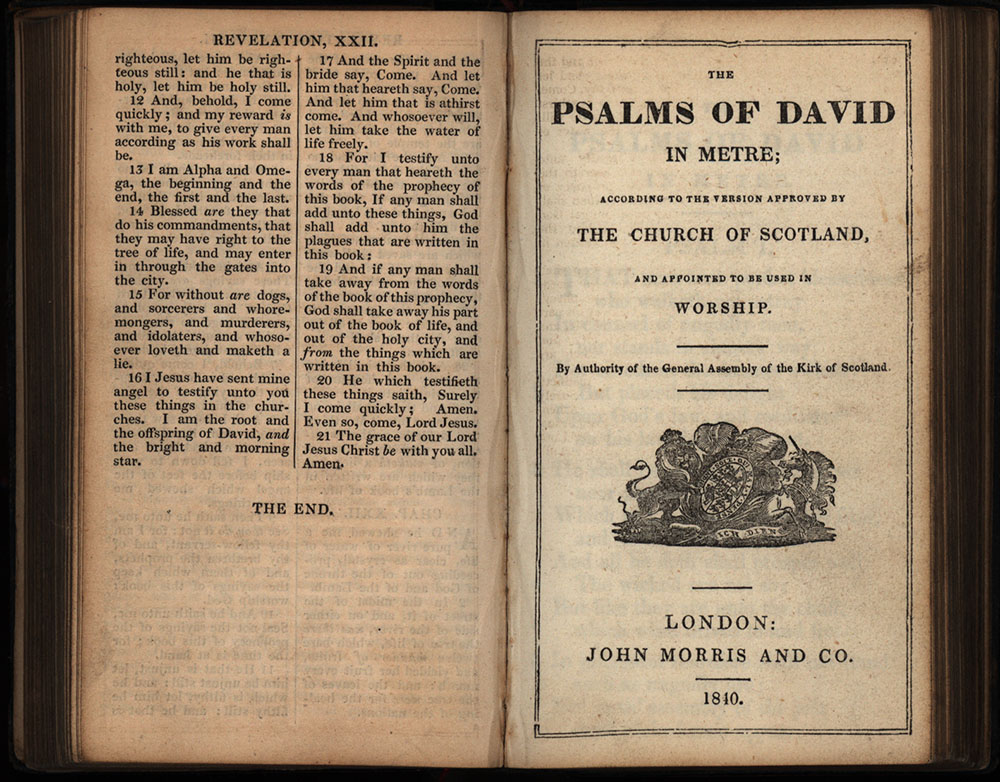 REVELATION, XXII.
righteous, let him be righ-
teous still: and he that is
holy, let him be holy still.
12 And, behold, I come
quickly; and my reward is
with me, to give every man
according as his work shall
be.
13 I am Alpha and Ome-
ga, the beginning and the
end, the first and the last.
14 Blessed are they that
do his commandments, that
they may have right to the
tree of life, and may enter
in through the gates into
the city.
15 For without are dogs,
and sorcerers and whore-
mongers, and murderers,
and idolaters, and whoso-
ever loveth and maketh a
lie.
16 I Jesus have sent mine
angel to testify unto you
these things in the chur-
ches. I am the root and
the offspring of David, and
the bright and morning
star.
17 And the Spirit and the
bride say, Come. And let
him that heareth say, Come.
And let him that is athirst
come. And whosoever will,
let him take the water of
life freely.
18 For I testify unto
every man that heareth the
words of the prophecy of
this book, If any man shall
add unto these things, God
shall add unto him the
plagues that are written in
this book:
19 And if any man shall
take away from the words
of the book of this prophecy,
God shall take away his part
out of the book of life, and
out of the holy city, and
from the things which are
written in this book.
20 He which testifieth
these things saith, Surely
I come quickly; Amen.
Even so, come, Lord Jesus.
21 The grace of our Lord
Jesus Christ be with you all.
Amen.
THE END.
THE
PSALMS OF DAVID
IN METRE;
ACCORDING TO THE VERSION APPROVED BY
THE CHURCH OF SCOTLAND,
AND APPOINTED TO BE USED IN
WORSHIP.
By Authority of the General Assembly of the Kirk of Scotland.
ICH DIEN
LONDON:
JOHN MORRIS AND CO.
1840.